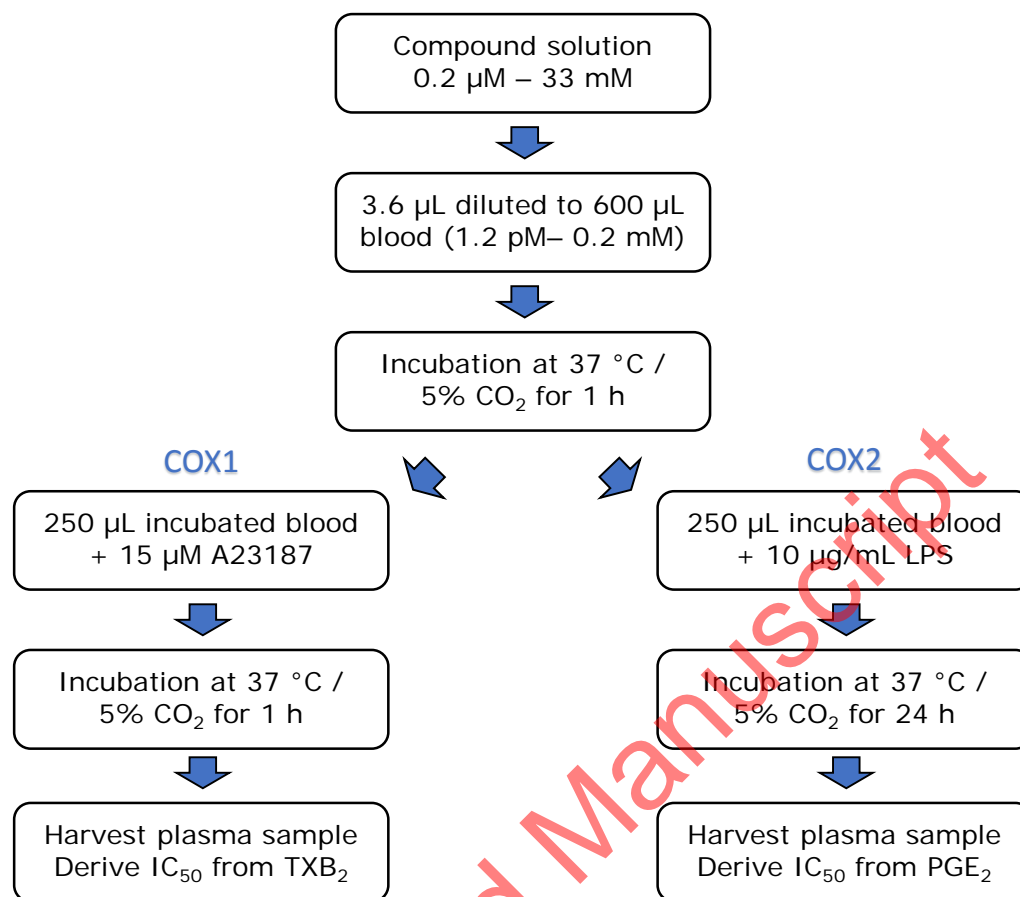 Compound solution
0.2 µM – 33 mM
3.6 µL diluted to 600 µL
blood (1.2 pM– 0.2 mM)
Incubation at 37 °C /
5% CO₂ for 1 h
COX1
COX2
250 µL incubated blood
+ 15 µM A23187
250 µL incubated blood
+ 10 µg/mL LPS
Incubation at 37 °C /
5% CO₂ for 1 h
Incubation at 37 °C /
5% CO₂ for 24 h
Harvest plasma sample
Derive IC₅₀ from TXB₂
Harvest plasma sample
Derive IC₅₀ from PGE₂
d Manuscript